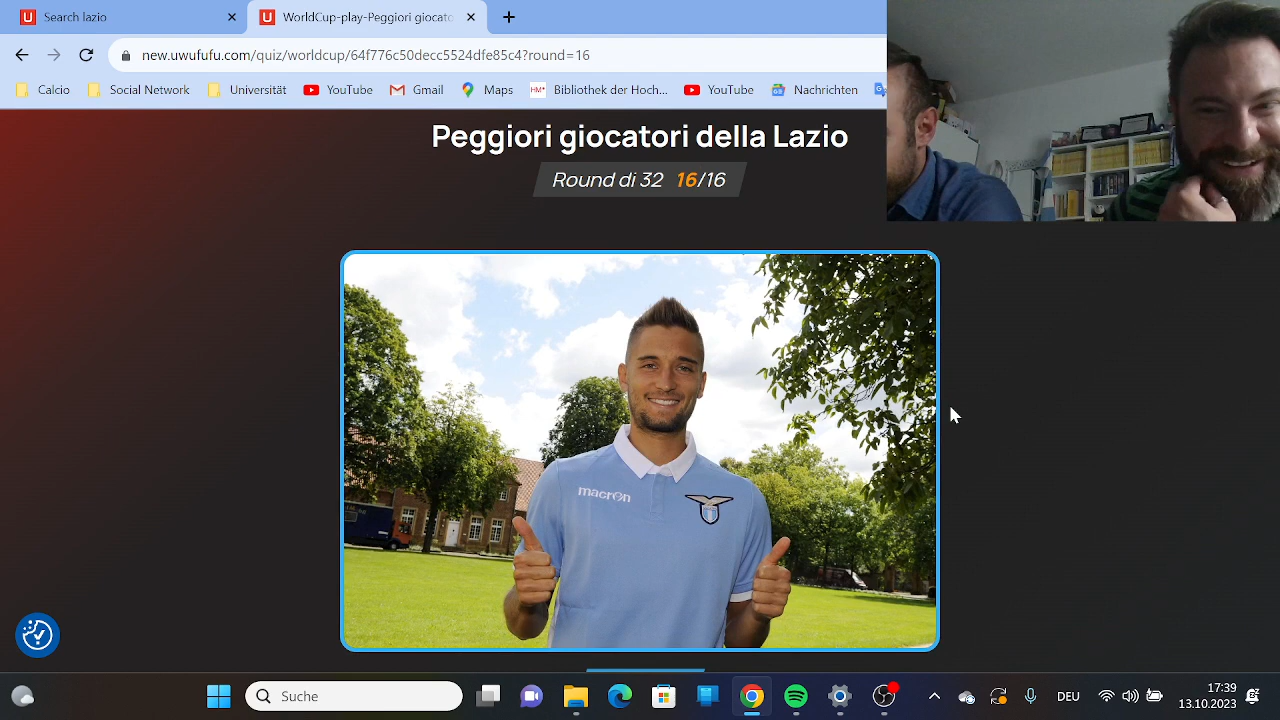 Search lazio
WorldCup-play-Peggiori giocato
new.uwufufu.com/quiz/worldcup/64f776c50decc5524dfe85c4?round=16
Calcio Social Network Universität YouTube Gmail Maps HM Bibliothek der Hoch... YouTube Nachrichten
Peggiori giocatori della Lazio
Round di 32 16/16
macron
Suche
DEU
17:39
13.10.2023